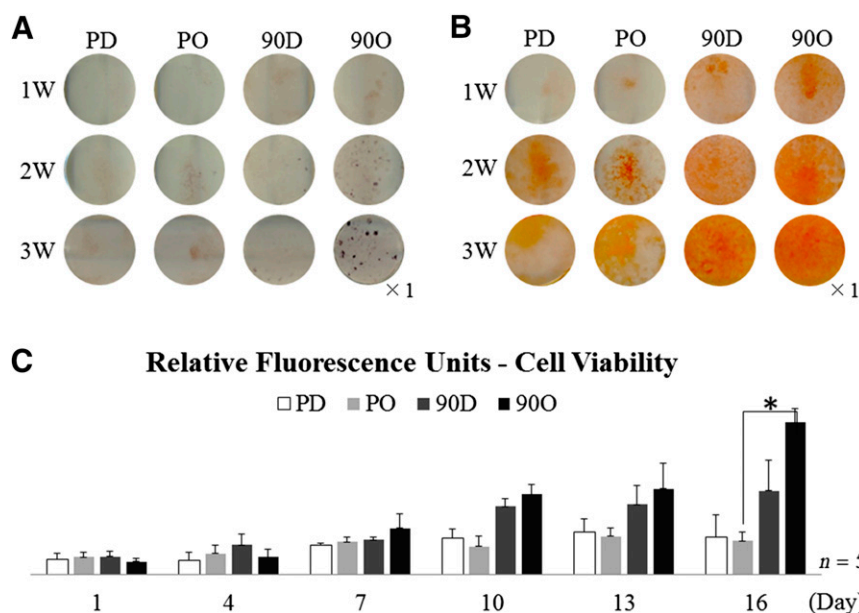 A
PD PO 90D 90O
1W
2W
3W
× 1
B
PD PO 90D 90O
1W
2W
3W
× 1
C
Relative Fluorescence Units - Cell Viability
PD PO 90D 90O
*
n =
1 4 7 10 13 16 (Day)